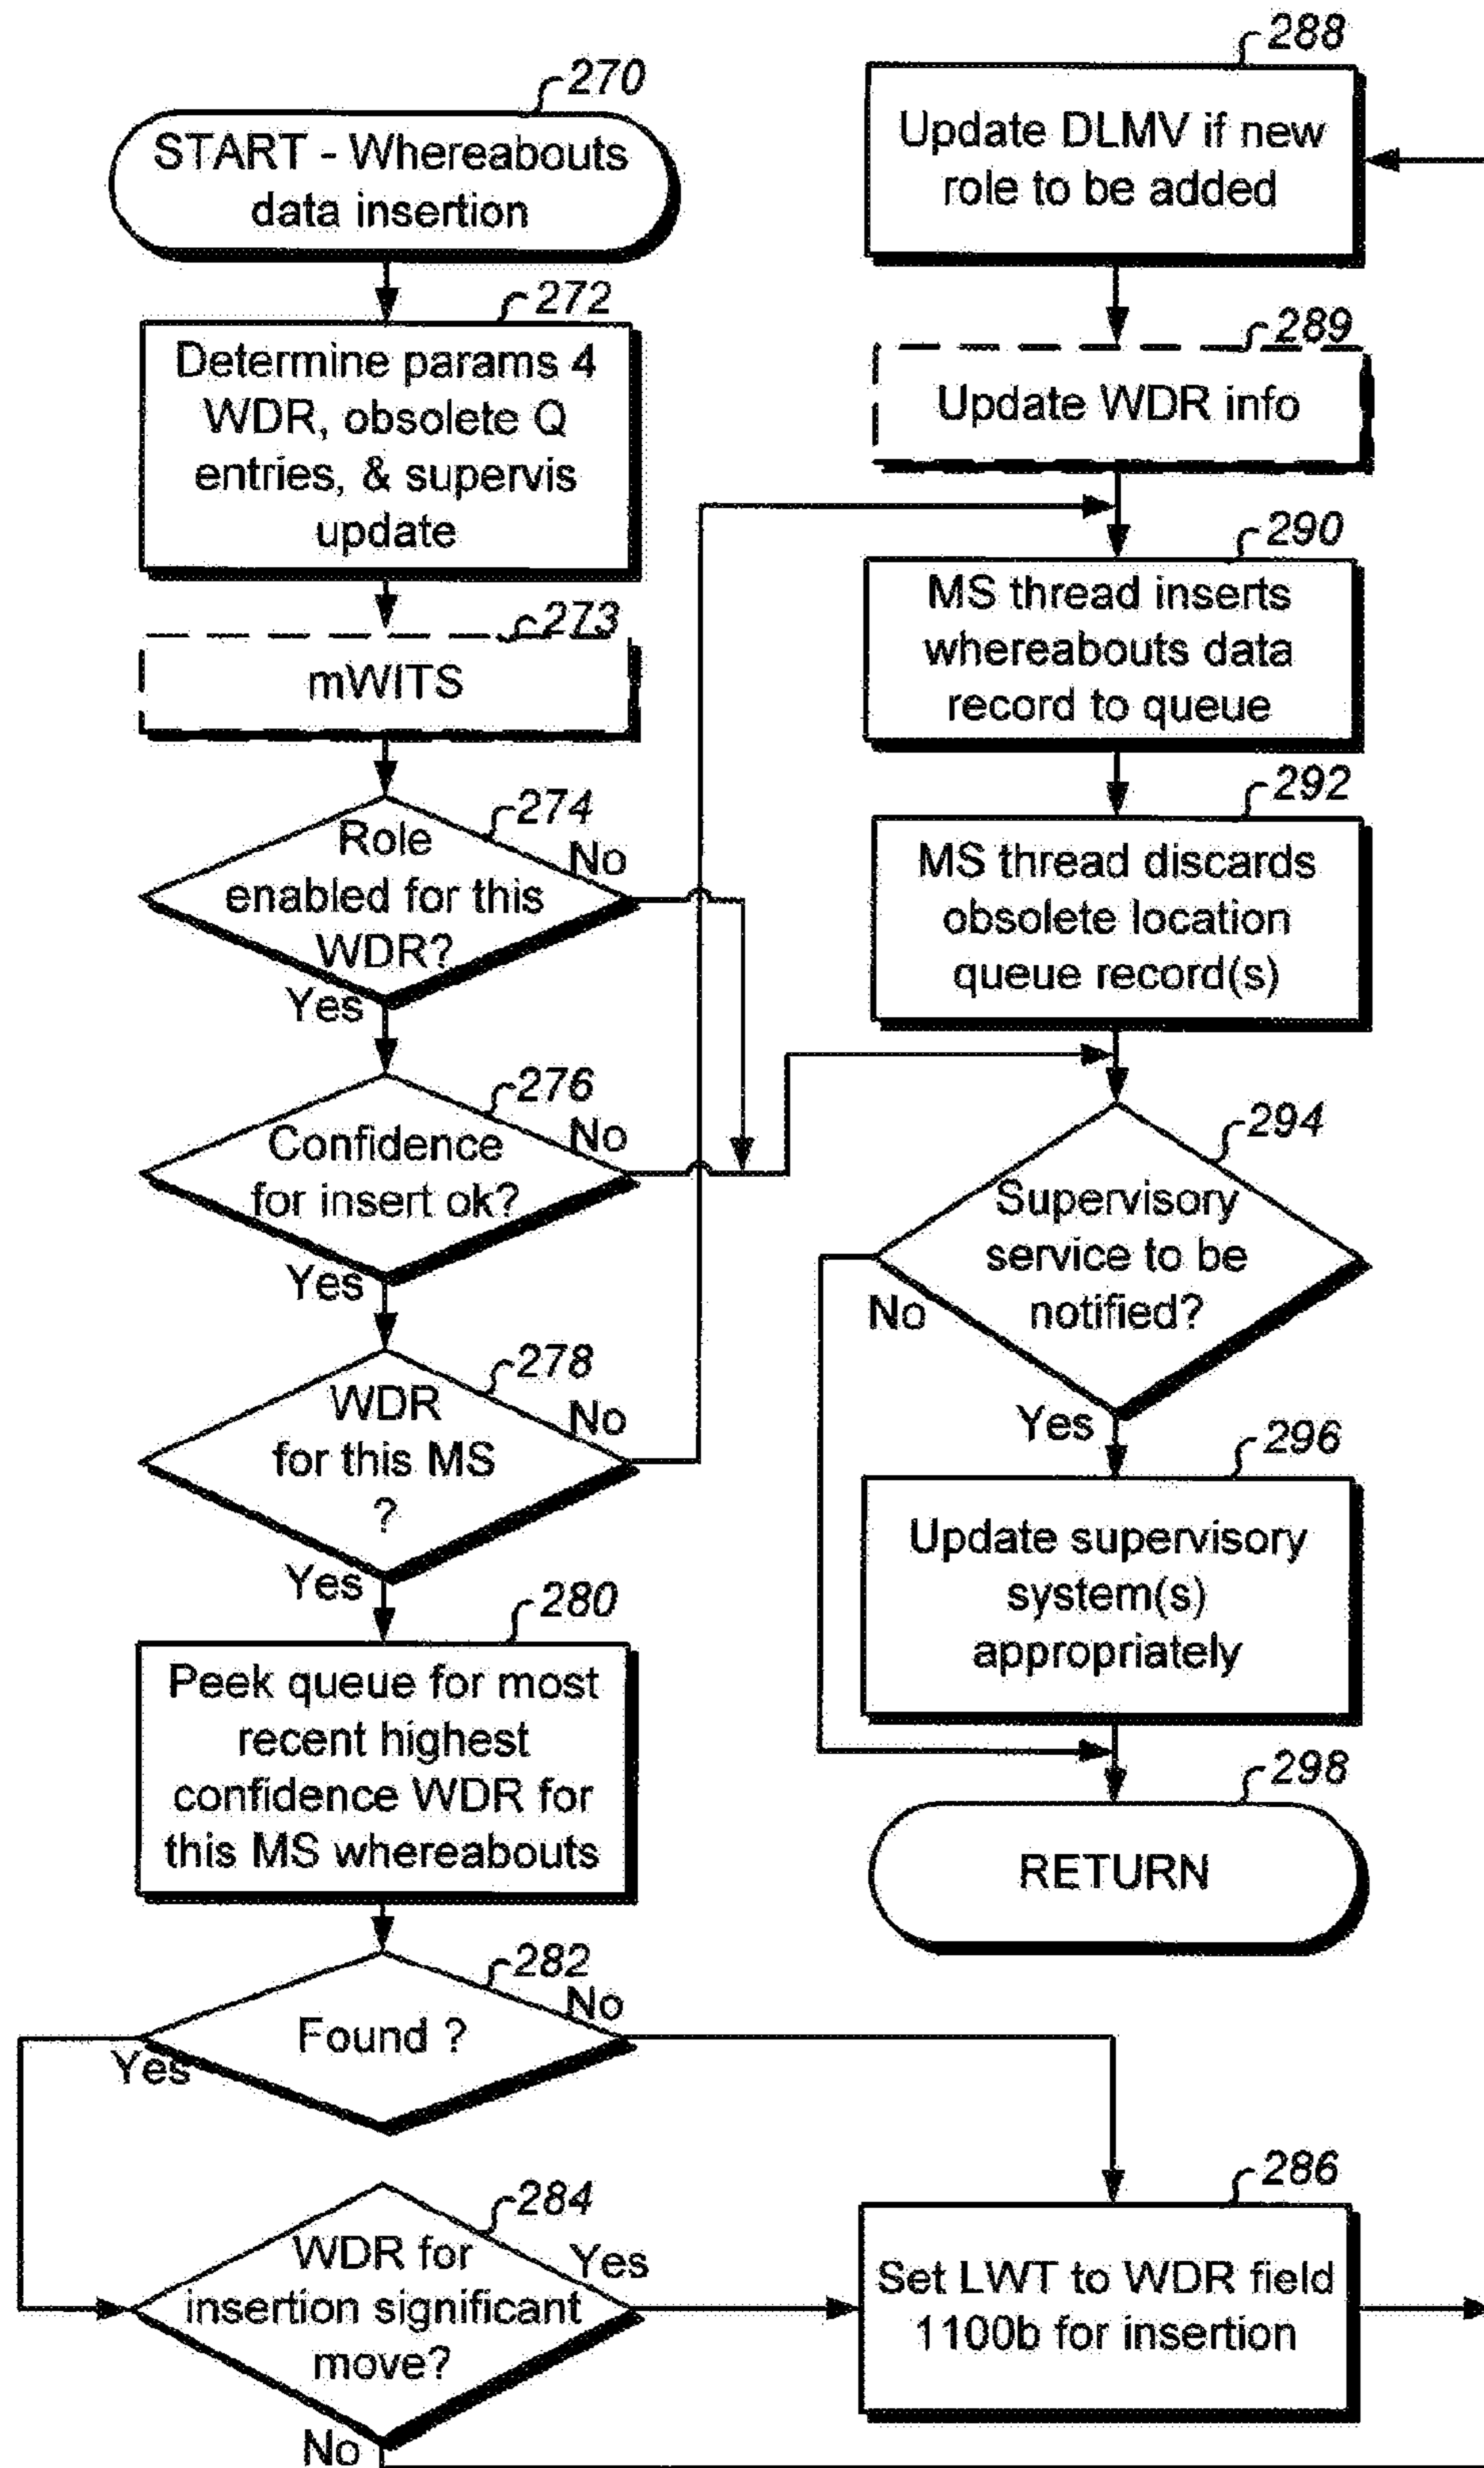 270
START - Whereabouts
data insertion
272
Determine params 4
WDR, obsolete Q
entries, & supervis
update
273
mWITS
274
Role
enabled for this
WDR?
No
Yes
276
Confidence
for insert ok?
No
Yes
278
WDR
for this MS
?
No
Yes
280
Peek queue for most
recent highest
confidence WDR for
this MS whereabouts
282
Found ?
No
Yes
284
WDR for
insertion significant
move?
Yes
No
286
Set LWT to WDR field
1100b for insertion
288
Update DLMV if new
role to be added
289
Update WDR info
290
MS thread inserts
whereabouts data
record to queue
292
MS thread discards
obsolete location
queue record(s)
294
Supervisory
service to be
notified?
No
Yes
296
Update supervisory
system(s)
appropriately
298
RETURN